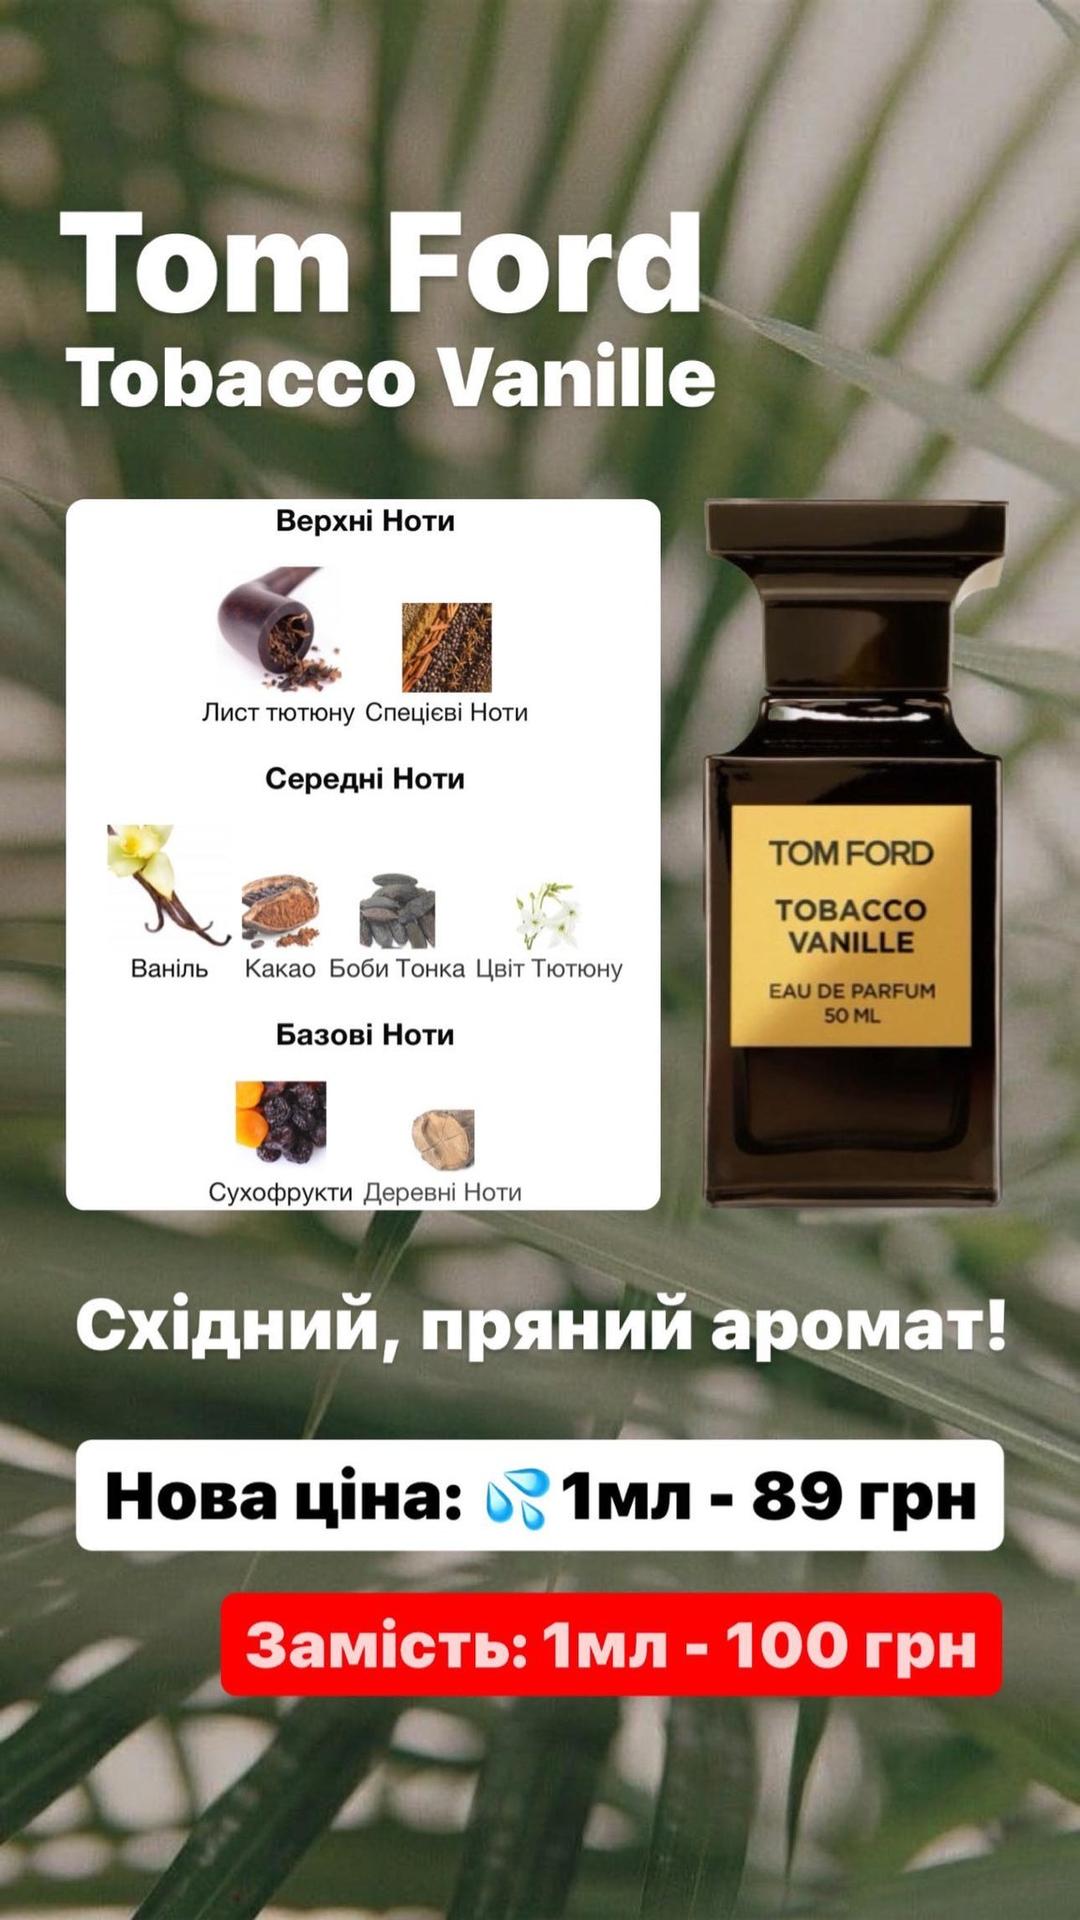 Tom Ford
Tobacco Vanille
Верхні Ноти
Лист тютюну Спецієві Ноти
Середні Ноти
Ваніль Какао Боби Тонка Цвіт Тютюну
Базові Ноти
Сухофрукти Деревні Ноти
TOM FORD
TOBACCO
VANILLE
EAU DE PARFUM
50 ML
Східний, пряний аромат!
Нова ціна: 💦 1мл - 89 грн
Замість: 1мл - 100 грн